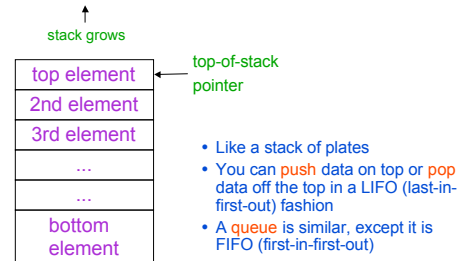 stack grows
top-of-stack
pointer
top element
2nd element
3rd element
...
...
bottom
element
• Like a stack of plates
• You can push data on top or pop
data off the top in a LIFO (last-in-
first-out) fashion
• A queue is similar, except it is
FIFO (first-in-first-out)